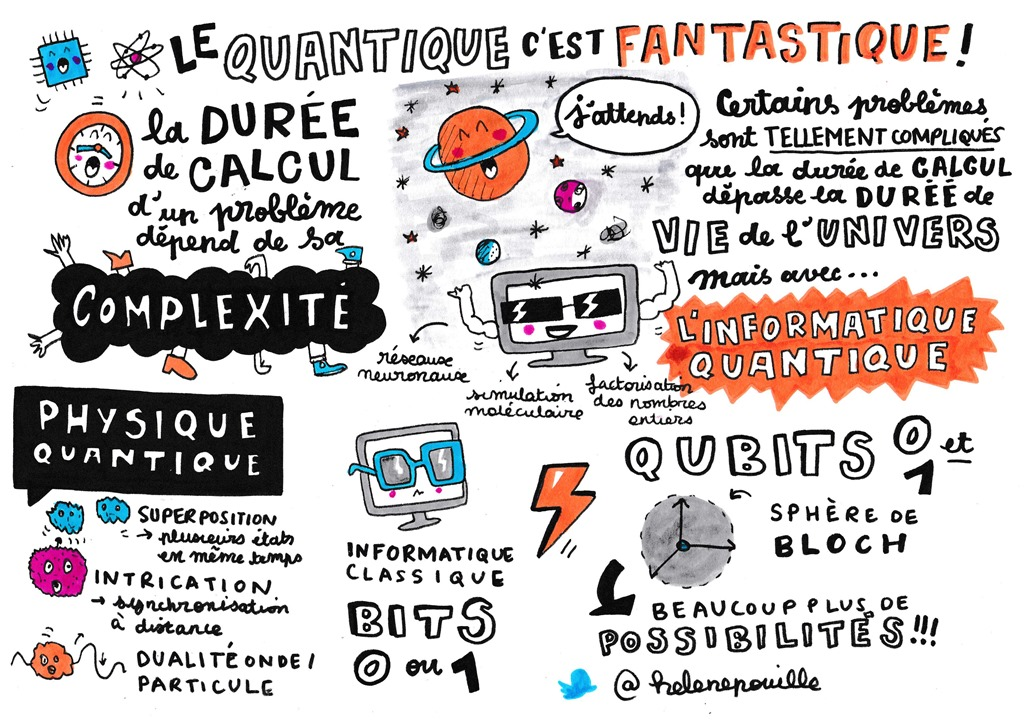 LE QUANTIQUE C'EST FANTASTIQUE !
la DURÉE
de CALCUL
d'un problème
dépend de sa
COMPLEXITÉ
j'attends !
Certains problèmes
sont TELLEMENT COMPLIQUÉS
que la durée de CALCUL
dépasse la DURÉE de
VIE de l'UNIVERS
mais avec...
L'INFORMATIQUE
QUANTIQUE
réseaux
neuronaux
simulation
moléculaire
factorisation
des nombres
entiers
PHYSIQUE
QUANTIQUE
SUPERPOSITION
→ plusieurs états
en même temps
INTRICATION
→ synchronisation
à distance
DUALITÉ ONDE /
PARTICULE
INFORMATIQUE
CLASSIQUE
BITS
0 ou 1
QUBITS 0 et
1
SPHÈRE DE
BLOCH
BEAUCOUP PLUS DE
POSSIBILITÉS!!!
@helenepouille